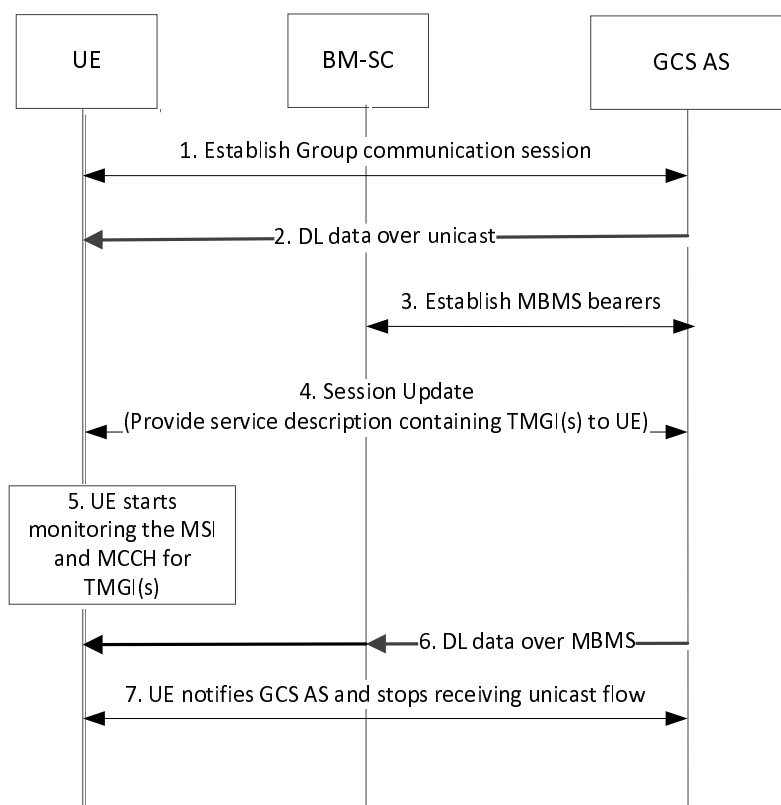 UE
BM-SC
GCS AS
1. Establish Group communication session
2. DL data over unicast
3. Establish MBMS bearers
4. Session Update
(Provide service description containing TMGI(s) to UE)
5. UE starts
monitoring the MSI
and MCCH for
TMGI(s)
6. DL data over MBMS
7. UE notifies GCS AS and stops receiving unicast flow